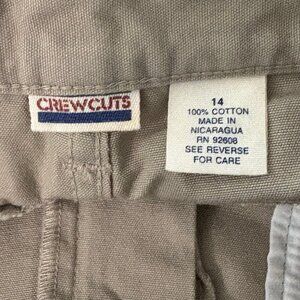 CREWCUTS
14
100% COTTON
MADE IN
NICARAGUA
RN 92608
SEE REVERSE
FOR CARE